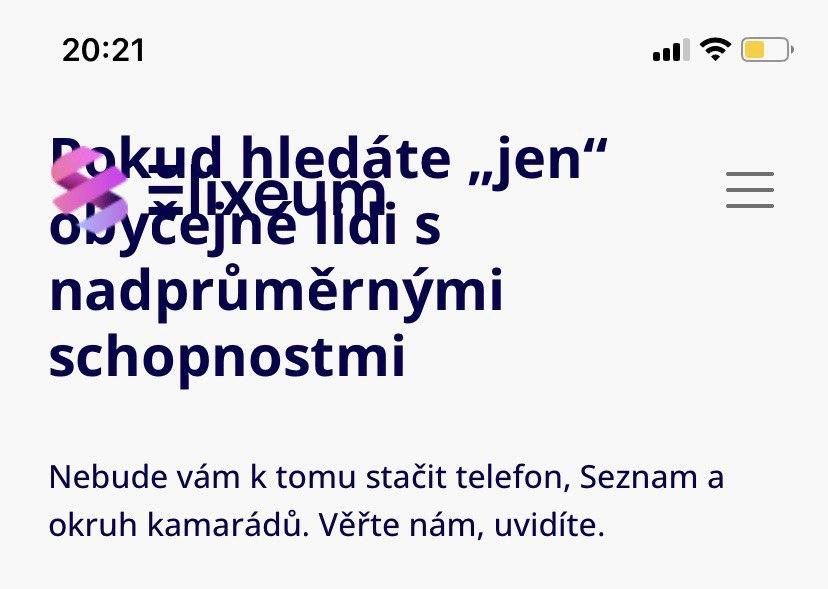 20:21
Pokud hledáte „jen“
Ξlixeum
obyčejné lidi s
nadprůměrnými
schopnostmi
Nebude vám k tomu stačit telefon, Seznam a
okruh kamarádů. Věřte nám, uvidíte.